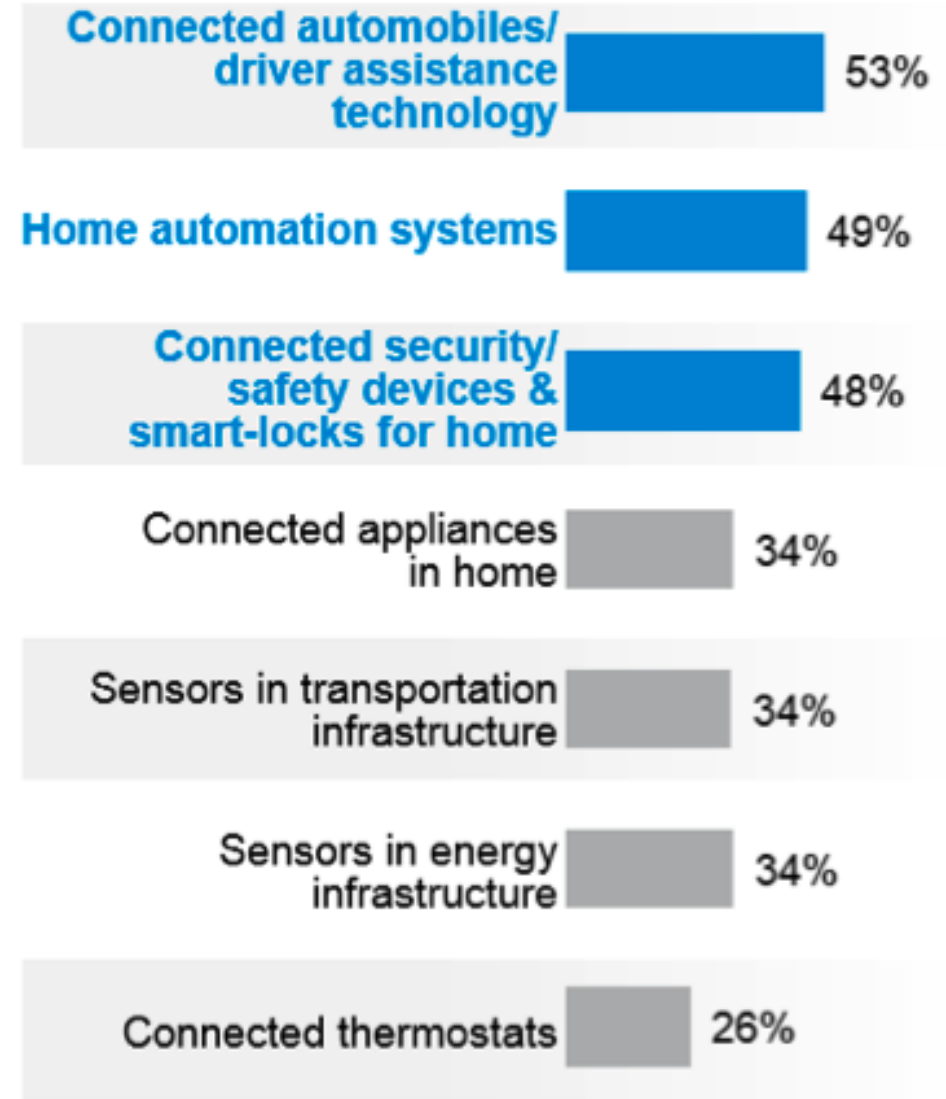 Connected automobiles/
driver assistance
technology
53%
Home automation systems
49%
Connected security/
safety devices &
smart-locks for home
48%
Connected appliances
in home
34%
Sensors in transportation
infrastructure
34%
Sensors in energy
infrastructure
34%
Connected thermostats
26%